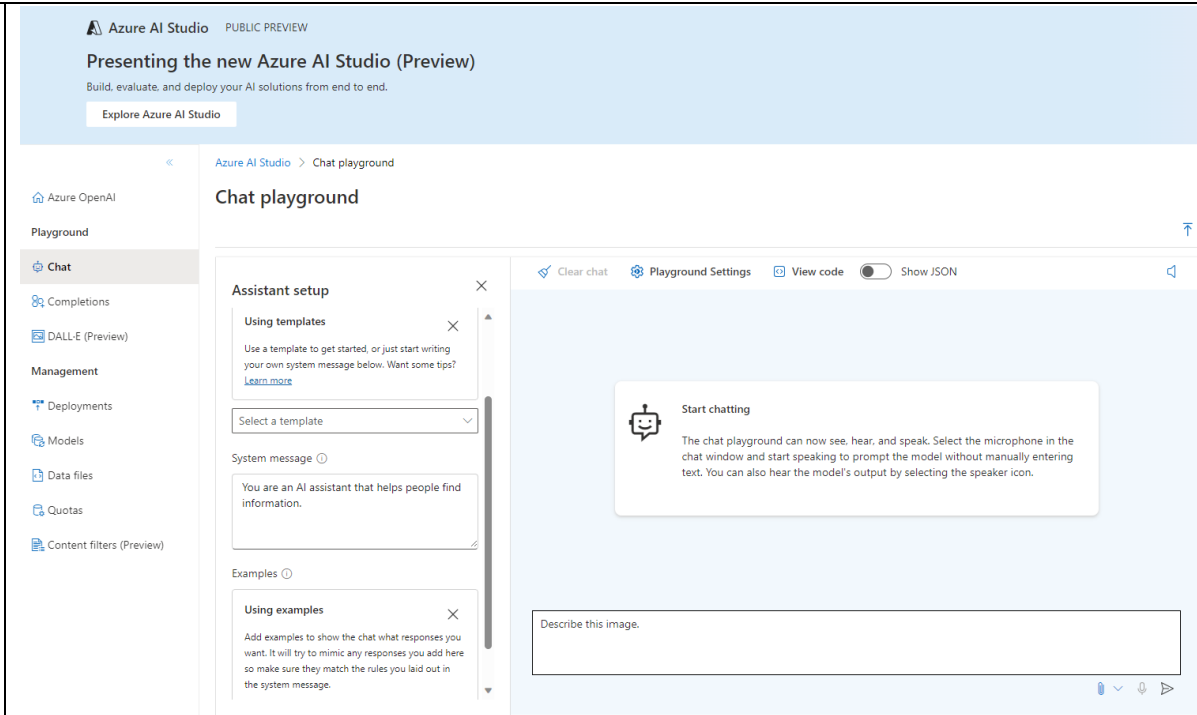 Azure AI Studio PUBLIC PREVIEW
Presenting the new Azure AI Studio (Preview)
Build, evaluate, and deploy your AI solutions from end to end.
Explore Azure AI Studio
Azure OpenAI
Playground
Chat
Completions
DALL·E (Preview)
Management
Deployments
Models
Data files
Quotas
Content filters (Preview)
Azure AI Studio > Chat playground
Chat playground
Assistant setup
Using templates
Use a template to get started, or just start writing
your own system message below. Want some tips?
Learn more
Select a template
System message
You are an AI assistant that helps people find
information.
Examples
Using examples
Add examples to show the chat what responses you
want. It will try to mimic any responses you add here
so make sure they match the rules you laid out in
the system message.
Clear chat Playground Settings View code Show JSON
Start chatting
The chat playground can now see, hear, and speak. Select the microphone in the
chat window and start speaking to prompt the model without manually entering
text. You can also hear the model's output by selecting the speaker icon.
Describe this image.